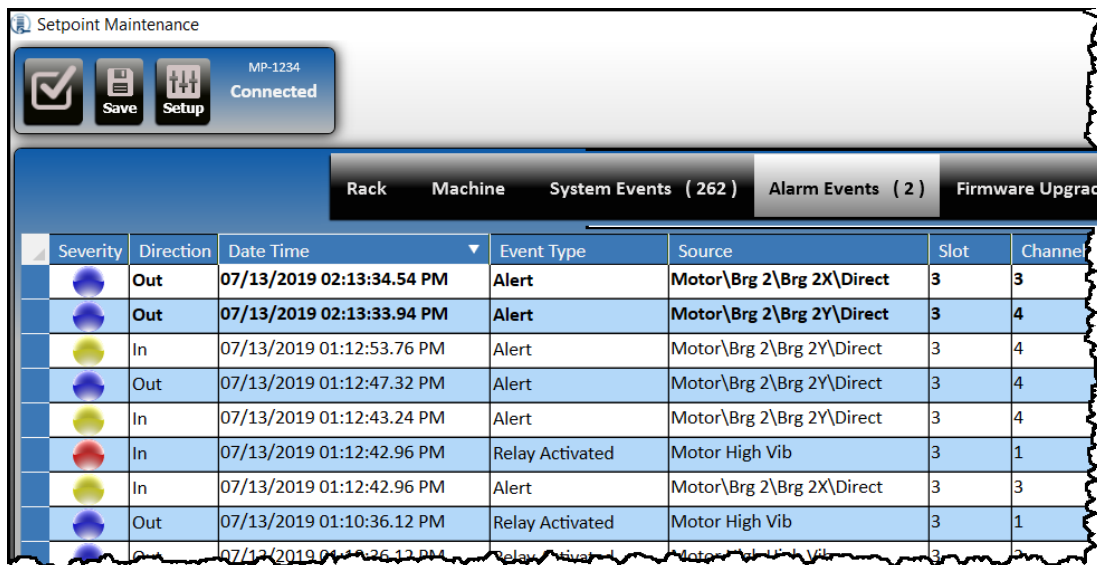 Setpoint Maintenance
MP-1234
Connected
Save
Setup
Rack Machine System Events ( 262 ) Alarm Events ( 2 ) Firmware Upgrad
Severity Direction Date Time Event Type Source Slot Channel
Out 07/13/2019 02:13:34.54 PM Alert Motor\Brg 2\Brg 2X\Direct 3 3
Out 07/13/2019 02:13:33.94 PM Alert Motor\Brg 2\Brg 2Y\Direct 3 4
In 07/13/2019 01:12:53.76 PM Alert Motor\Brg 2\Brg 2Y\Direct 3 4
Out 07/13/2019 01:12:47.32 PM Alert Motor\Brg 2\Brg 2Y\Direct 3 4
In 07/13/2019 01:12:43.24 PM Alert Motor\Brg 2\Brg 2Y\Direct 3 4
In 07/13/2019 01:12:42.96 PM Relay Activated Motor High Vib 3 1
In 07/13/2019 01:12:42.96 PM Alert Motor\Brg 2\Brg 2X\Direct 3 3
Out 07/13/2019 01:10:36.12 PM Relay Activated Motor High Vib 3 1